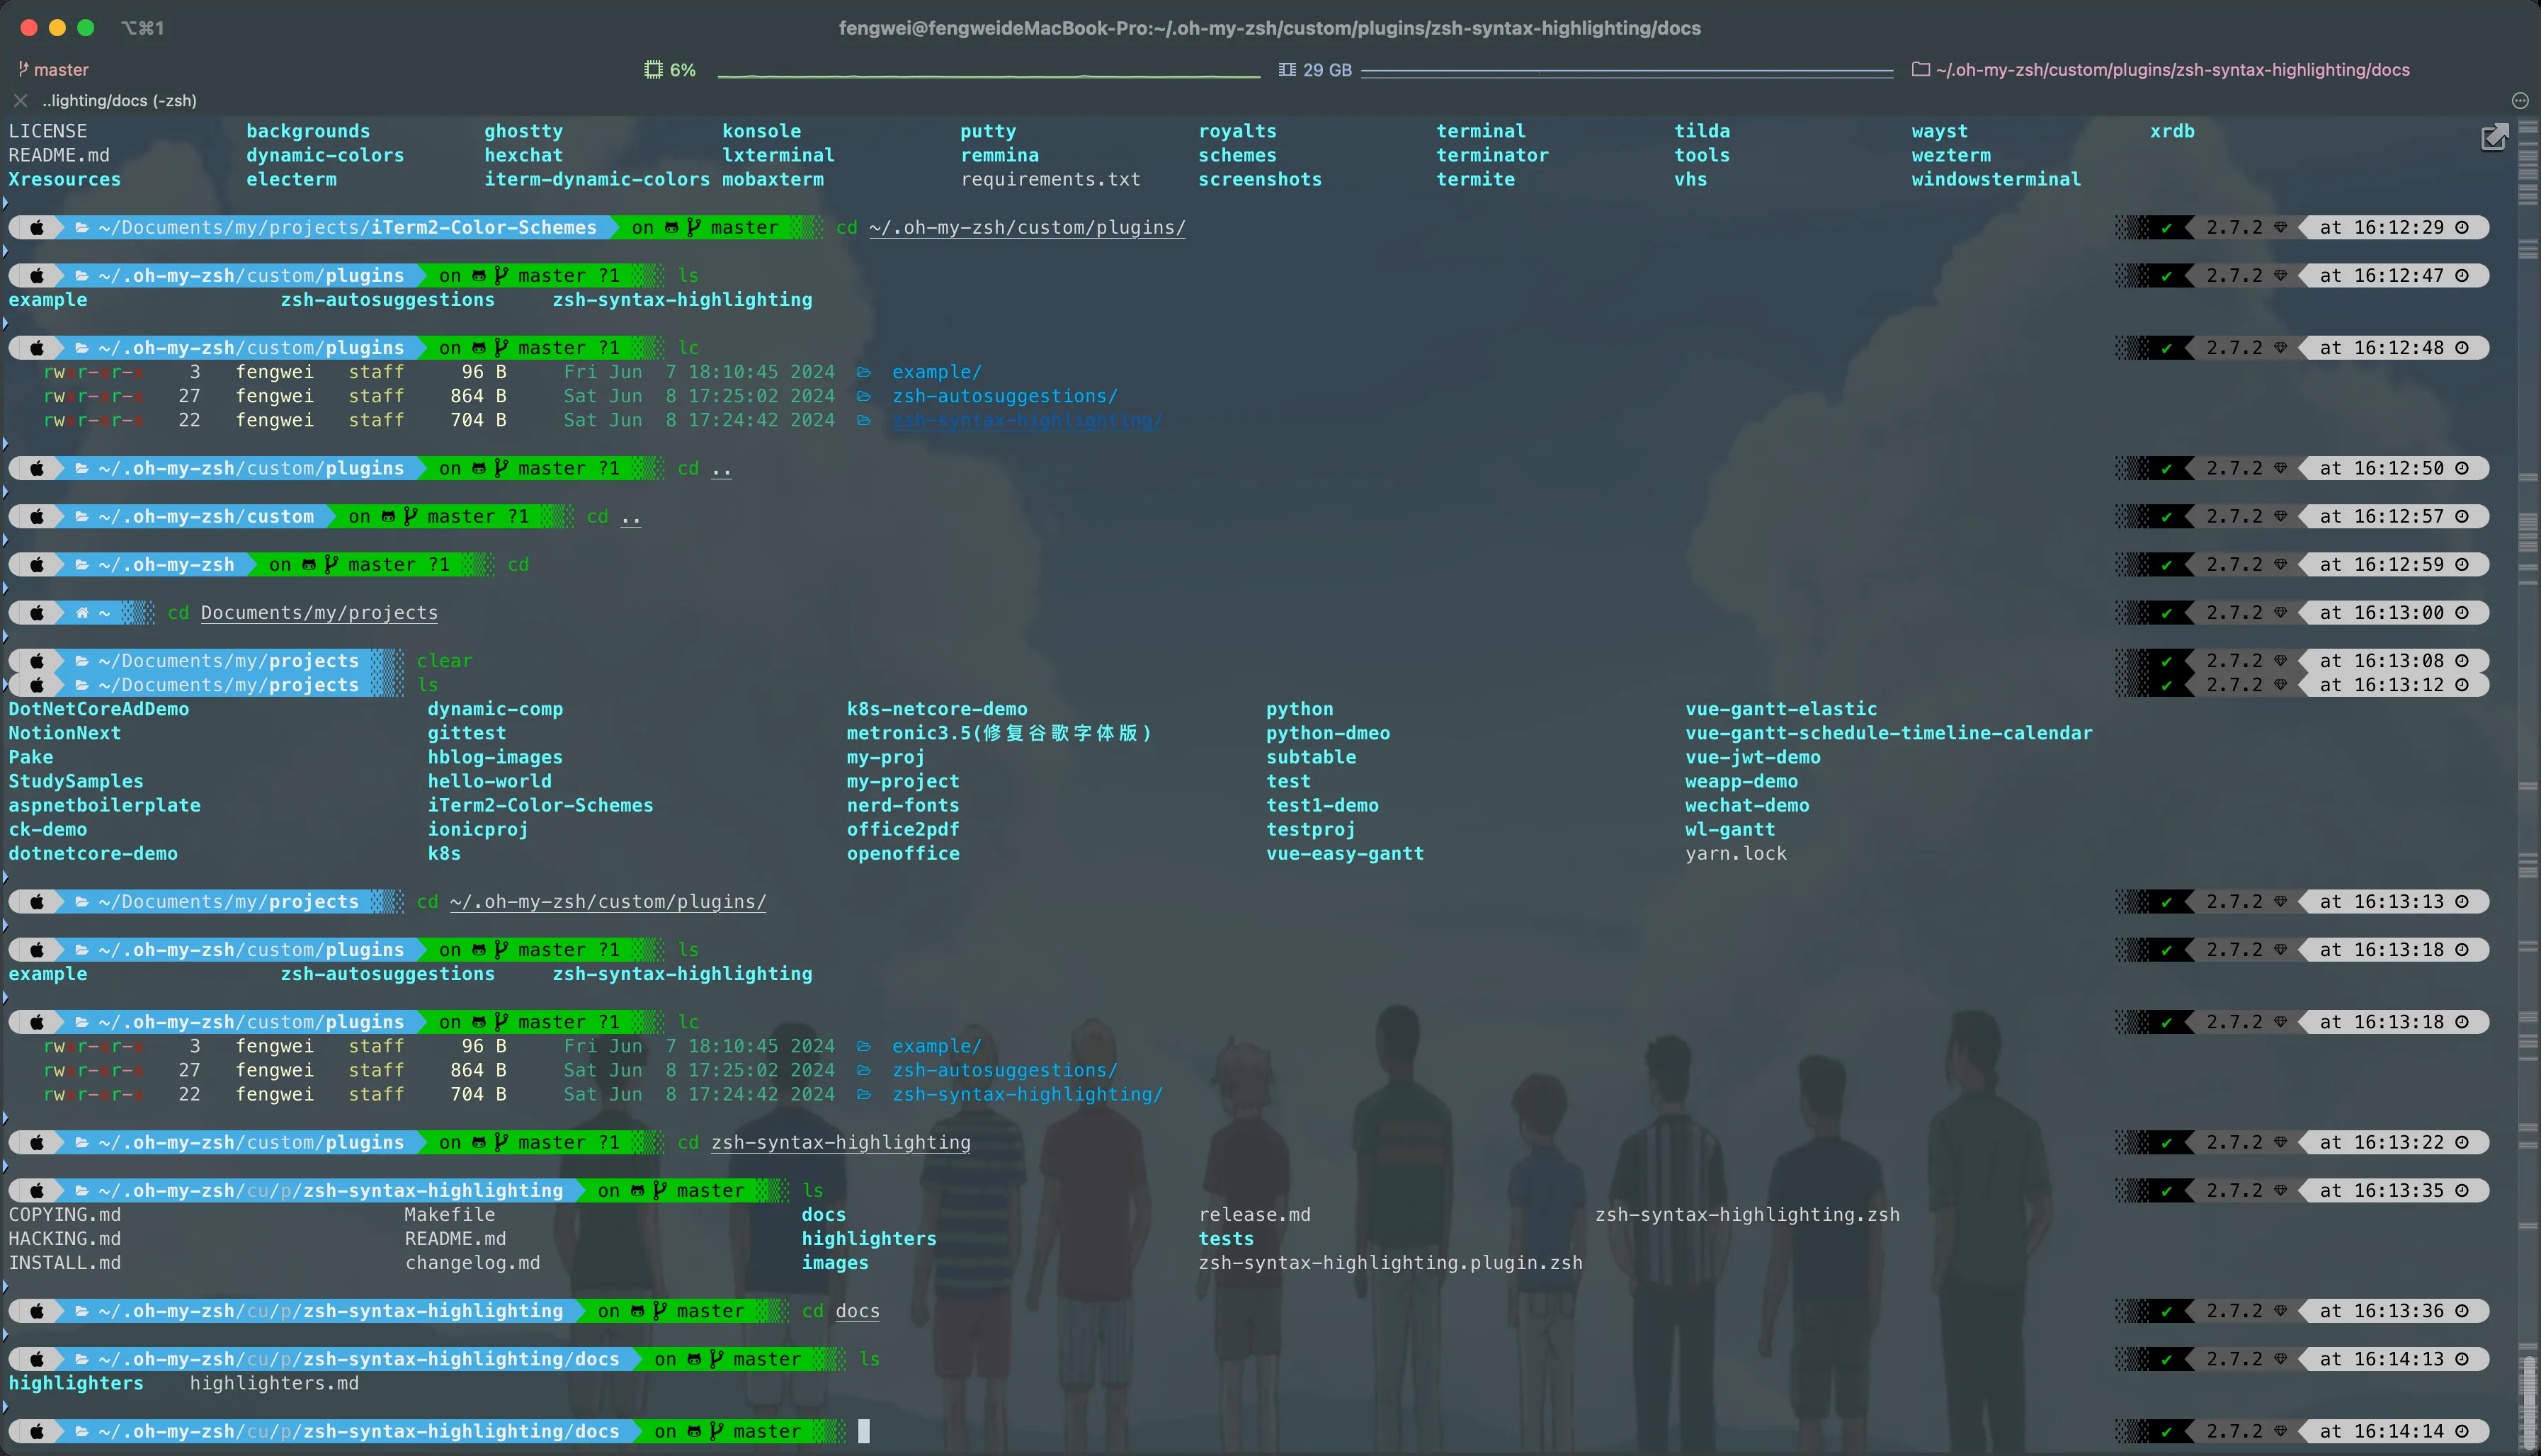 ⌥⌘1 fengwei@fengweideMacBook-Pro:~/.oh-my-zsh/custom/plugins/zsh-syntax-highlighting/docs
master 6% 29 GB ~/.oh-my-zsh/custom/plugins/zsh-syntax-highlighting/docs
..lighting/docs (-zsh)
LICENSE backgrounds ghostty konsole putty royalts terminal tilda wayst xrdb
README.md dynamic-colors hexchat lxterminal remmina schemes terminator tools wezterm
Xresources electerm iterm-dynamic-colors mobaxterm requirements.txt screenshots termite vhs windowsterminal
~/Documents/my/projects/iTerm2-Color-Schemes on master cd ~/.oh-my-zsh/custom/plugins/ ✔ 2.7.2 at 16:12:29
~/.oh-my-zsh/custom/plugins on master ?1 ls ✔ 2.7.2 at 16:12:47
example zsh-autosuggestions zsh-syntax-highlighting
~/.oh-my-zsh/custom/plugins on master ?1 lc ✔ 2.7.2 at 16:12:48
rwxr-xr-x 3 fengwei staff 96 B Fri Jun 7 18:10:45 2024 example/
rwxr-xr-x 27 fengwei staff 864 B Sat Jun 8 17:25:02 2024 zsh-autosuggestions/
rwxr-xr-x 22 fengwei staff 704 B Sat Jun 8 17:24:42 2024 zsh-syntax-highlighting/
~/.oh-my-zsh/custom/plugins on master ?1 cd .. ✔ 2.7.2 at 16:12:50
~/.oh-my-zsh/custom on master ?1 cd .. ✔ 2.7.2 at 16:12:57
~/.oh-my-zsh on master ?1 cd ✔ 2.7.2 at 16:12:59
~ cd Documents/my/projects ✔ 2.7.2 at 16:13:00
~/Documents/my/projects clear ✔ 2.7.2 at 16:13:08
~/Documents/my/projects ls ✔ 2.7.2 at 16:13:12
DotNetCoreAdDemo dynamic-comp k8s-netcore-demo python vue-gantt-elastic
NotionNext gittest metronic3.5(修复谷歌字体版) python-dmeo vue-gantt-schedule-timeline-calendar
Pake hblog-images my-proj subtable vue-jwt-demo
StudySamples hello-world my-project test weapp-demo
aspnetboilerplate iTerm2-Color-Schemes nerd-fonts test1-demo wechat-demo
ck-demo ionicproj office2pdf testproj wl-gantt
dotnetcore-demo k8s openoffice vue-easy-gantt yarn.lock
~/Documents/my/projects cd ~/.oh-my-zsh/custom/plugins/ ✔ 2.7.2 at 16:13:13
~/.oh-my-zsh/custom/plugins on master ?1 ls ✔ 2.7.2 at 16:13:18
example zsh-autosuggestions zsh-syntax-highlighting
~/.oh-my-zsh/custom/plugins on master ?1 lc ✔ 2.7.2 at 16:13:18
rwxr-xr-x 3 fengwei staff 96 B Fri Jun 7 18:10:45 2024 example/
rwxr-xr-x 27 fengwei staff 864 B Sat Jun 8 17:25:02 2024 zsh-autosuggestions/
rwxr-xr-x 22 fengwei staff 704 B Sat Jun 8 17:24:42 2024 zsh-syntax-highlighting/
~/.oh-my-zsh/custom/plugins on master ?1 cd zsh-syntax-highlighting ✔ 2.7.2 at 16:13:22
~/.oh-my-zsh/cu/p/zsh-syntax-highlighting on master ls ✔ 2.7.2 at 16:13:35
COPYING.md Makefile docs release.md zsh-syntax-highlighting.zsh
HACKING.md README.md highlighters tests
INSTALL.md changelog.md images zsh-syntax-highlighting.plugin.zsh
~/.oh-my-zsh/cu/p/zsh-syntax-highlighting on master cd docs ✔ 2.7.2 at 16:13:36
~/.oh-my-zsh/cu/p/zsh-syntax-highlighting/docs on master ls ✔ 2.7.2 at 16:14:13
highlighters highlighters.md
~/.oh-my-zsh/cu/p/zsh-syntax-highlighting/docs on master ✔ 2.7.2 at 16:14:14